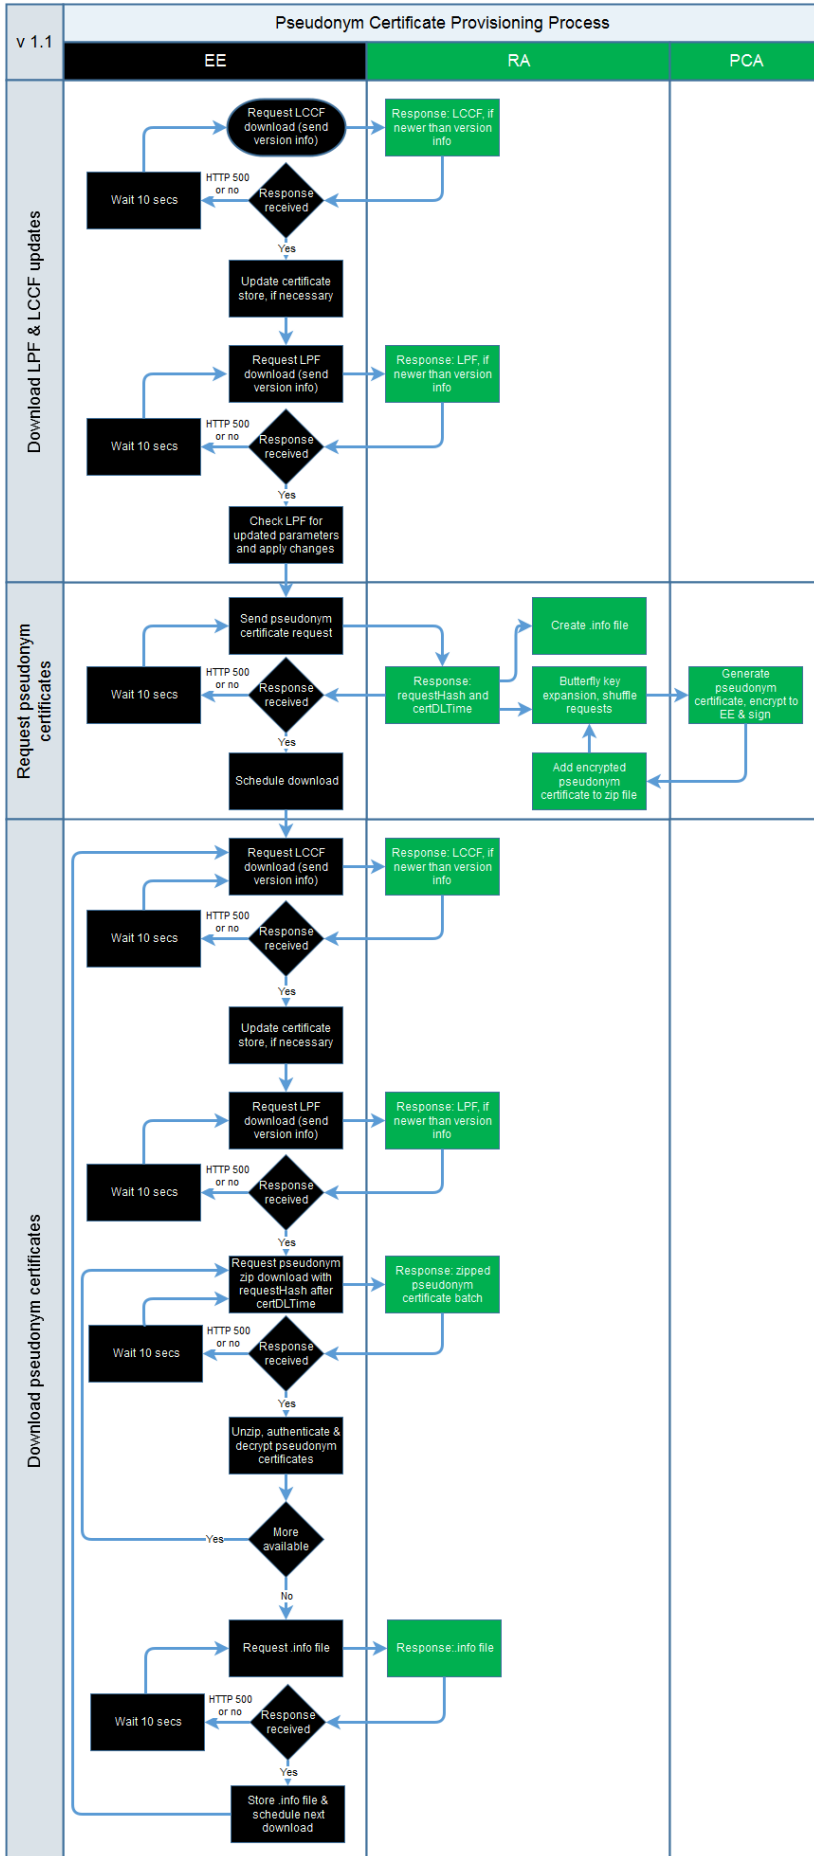 v 1.1
Pseudonym Certificate Provisioning Process
EE
RA
PCA
Download LPF & LCCF updates
Request LCCF
download (send
version info)
Response: LCCF, if
newer than version
info
Wait 10 secs
HTTP 500
or no
Response
received
Yes
Update certificate
store, if necessary
Request LPF
download (send
version info)
Response: LPF, if
newer than version
info
Wait 10 secs
HTTP 500
or no
Response
received
Yes
Check LPF for
updated parameters
and apply changes
Request pseudonym
certificates
Send pseudonym
certificate request
Create .info file
Wait 10 secs
HTTP 500
or no
Response
received
Response:
requestHash and
certDLTime
Butterfly key
expansion, shuffle
requests
Generate
pseudonym
certificate, encrypt to
EE & sign
Yes
Schedule download
Add encrypted
pseudonym
certificate to zip file
Download pseudonym certificates
Request LCCF
download (send
version info)
Response: LCCF, if
newer than version
info
Wait 10 secs
HTTP 500
or no
Response
received
Yes
Update certificate
store, if necessary
Request LPF
download (send
version info)
Response: LPF, if
newer than version
info
Wait 10 secs
HTTP 500
or no
Response
received
Yes
Request pseudonym
zip download with
requestHash after
certDLTime
Response: zipped
pseudonym
certificate batch
Wait 10 secs
HTTP 500
or no
Response
received
Yes
Unzip, authenticate &
decrypt pseudonym
certificates
More
available
Yes
No
Request .info file
Response:.info file
Wait 10 secs
HTTP 500
or no
Response
received
Yes
Store .info file &
schedule next
download